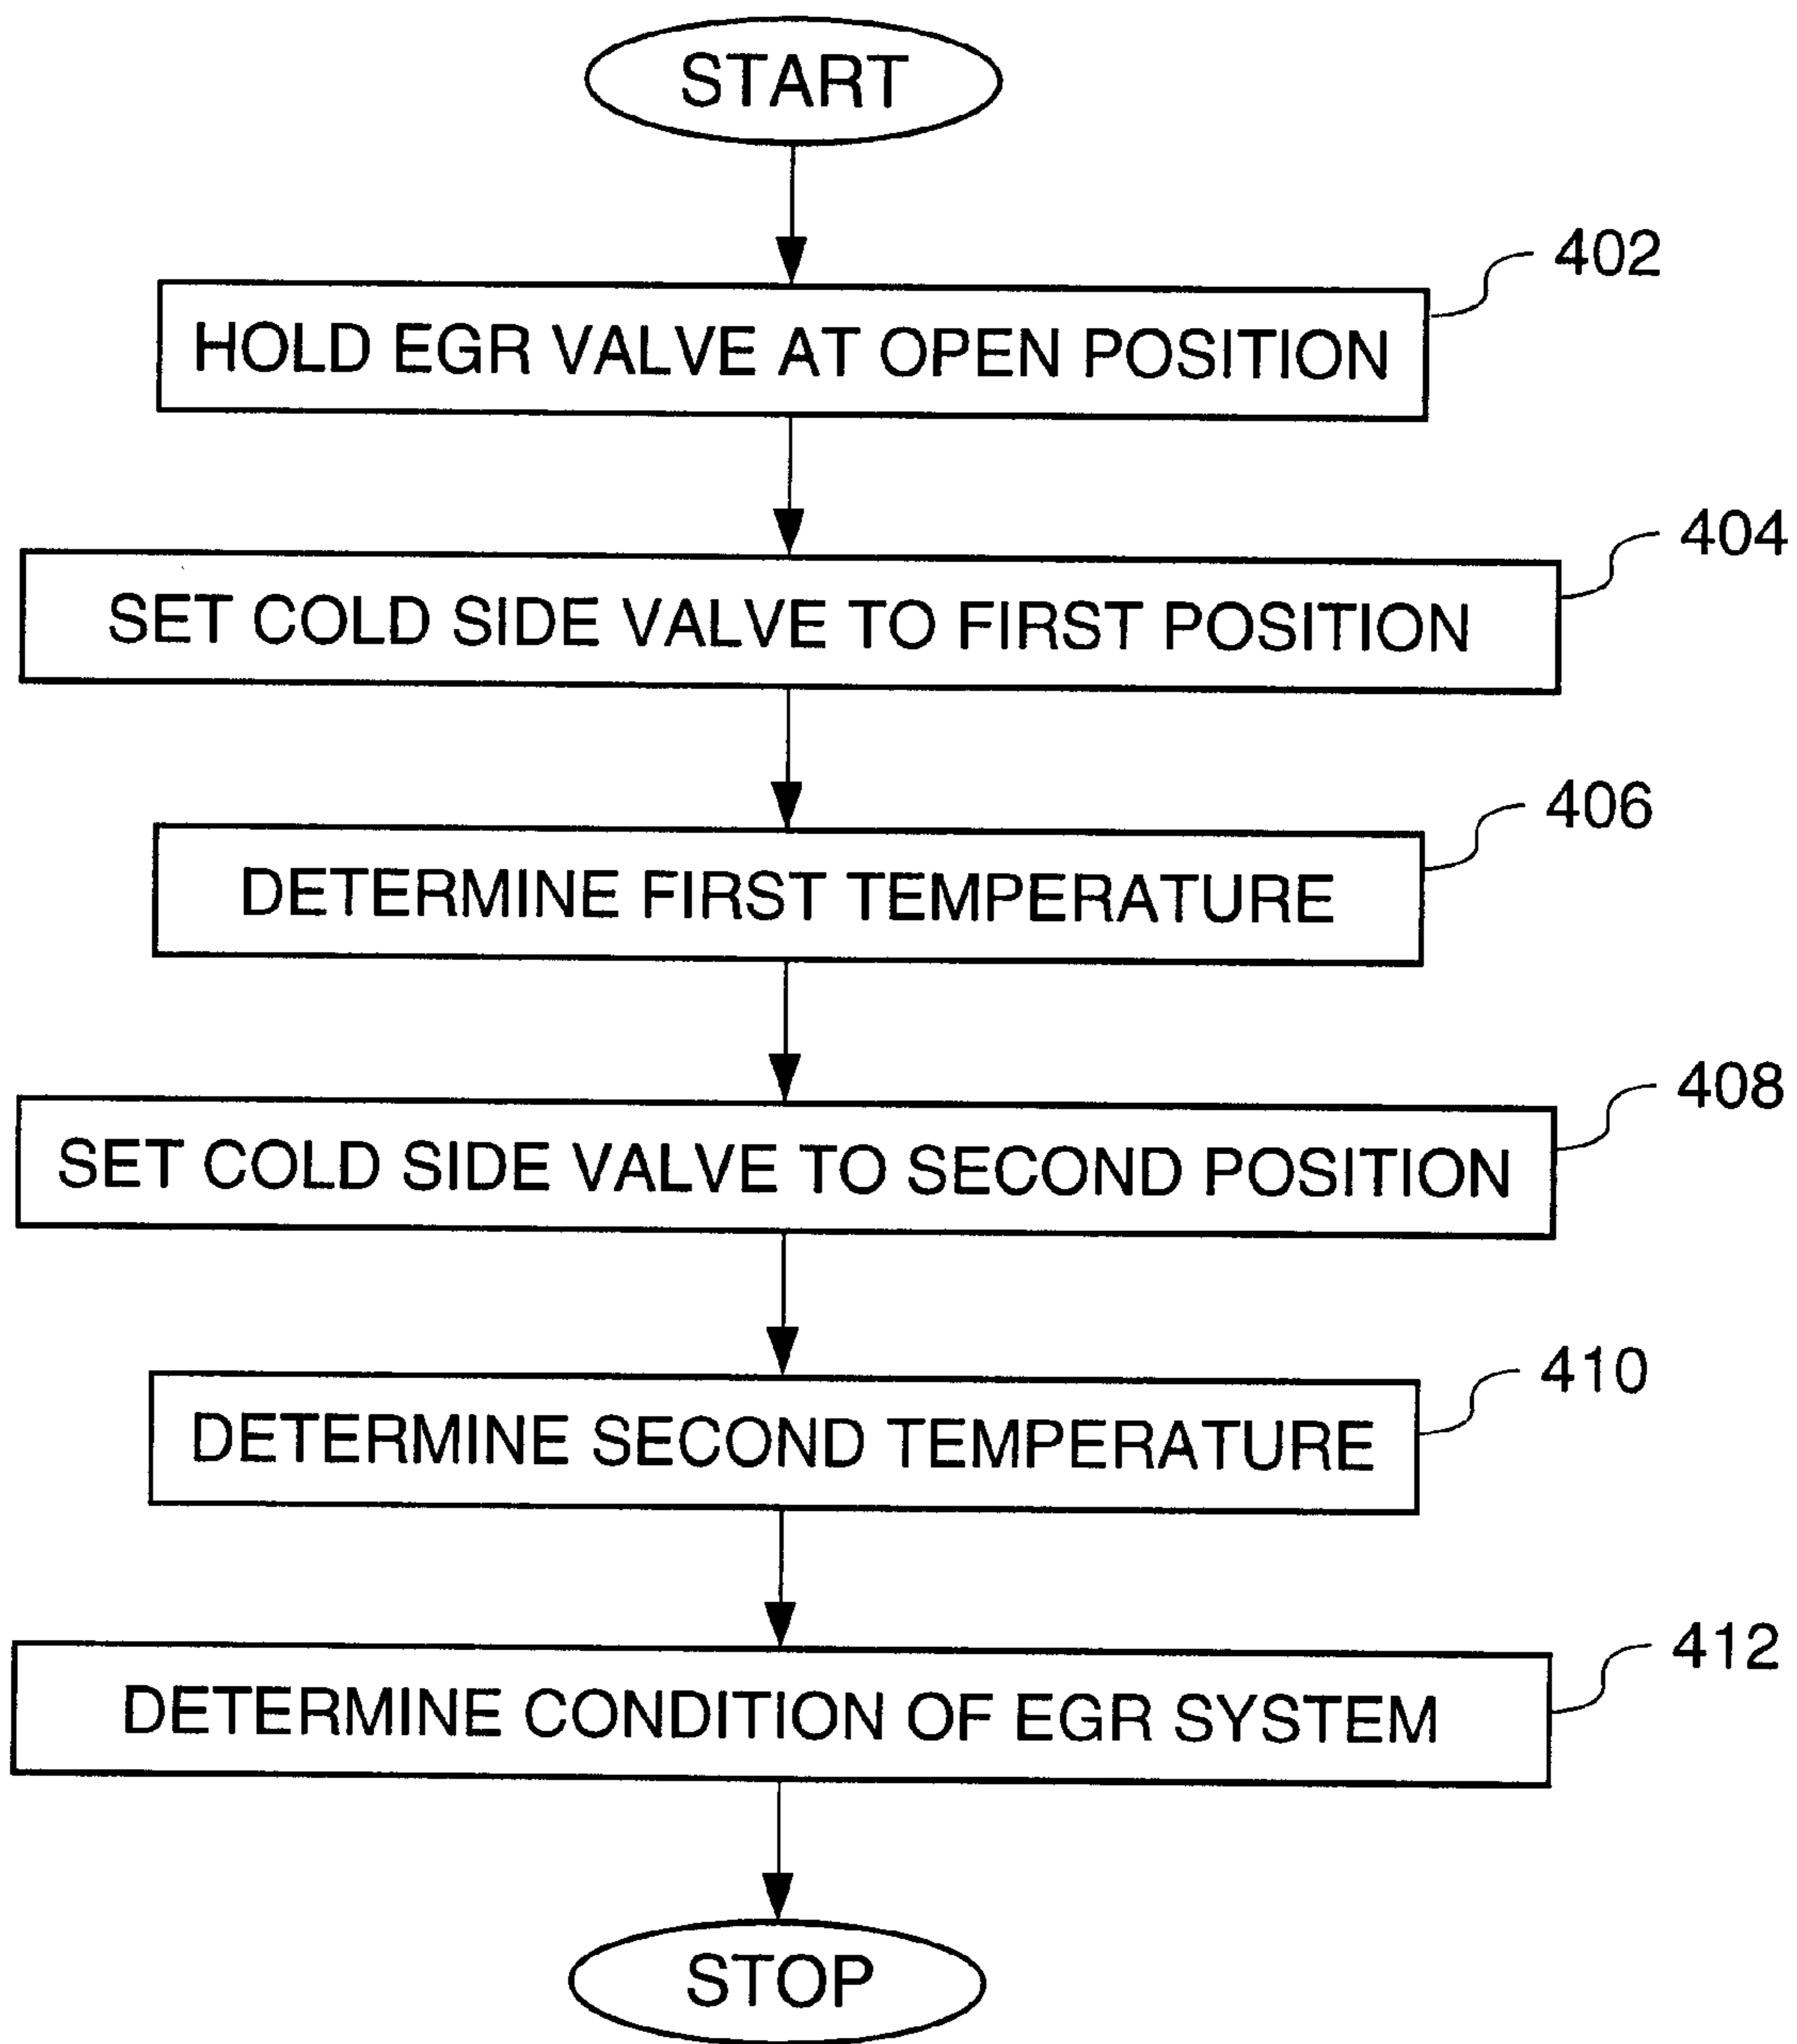 START
402
HOLD EGR VALVE AT OPEN POSITION
404
SET COLD SIDE VALVE TO FIRST POSITION
406
DETERMINE FIRST TEMPERATURE
408
SET COLD SIDE VALVE TO SECOND POSITION
410
DETERMINE SECOND TEMPERATURE
412
DETERMINE CONDITION OF EGR SYSTEM
STOP